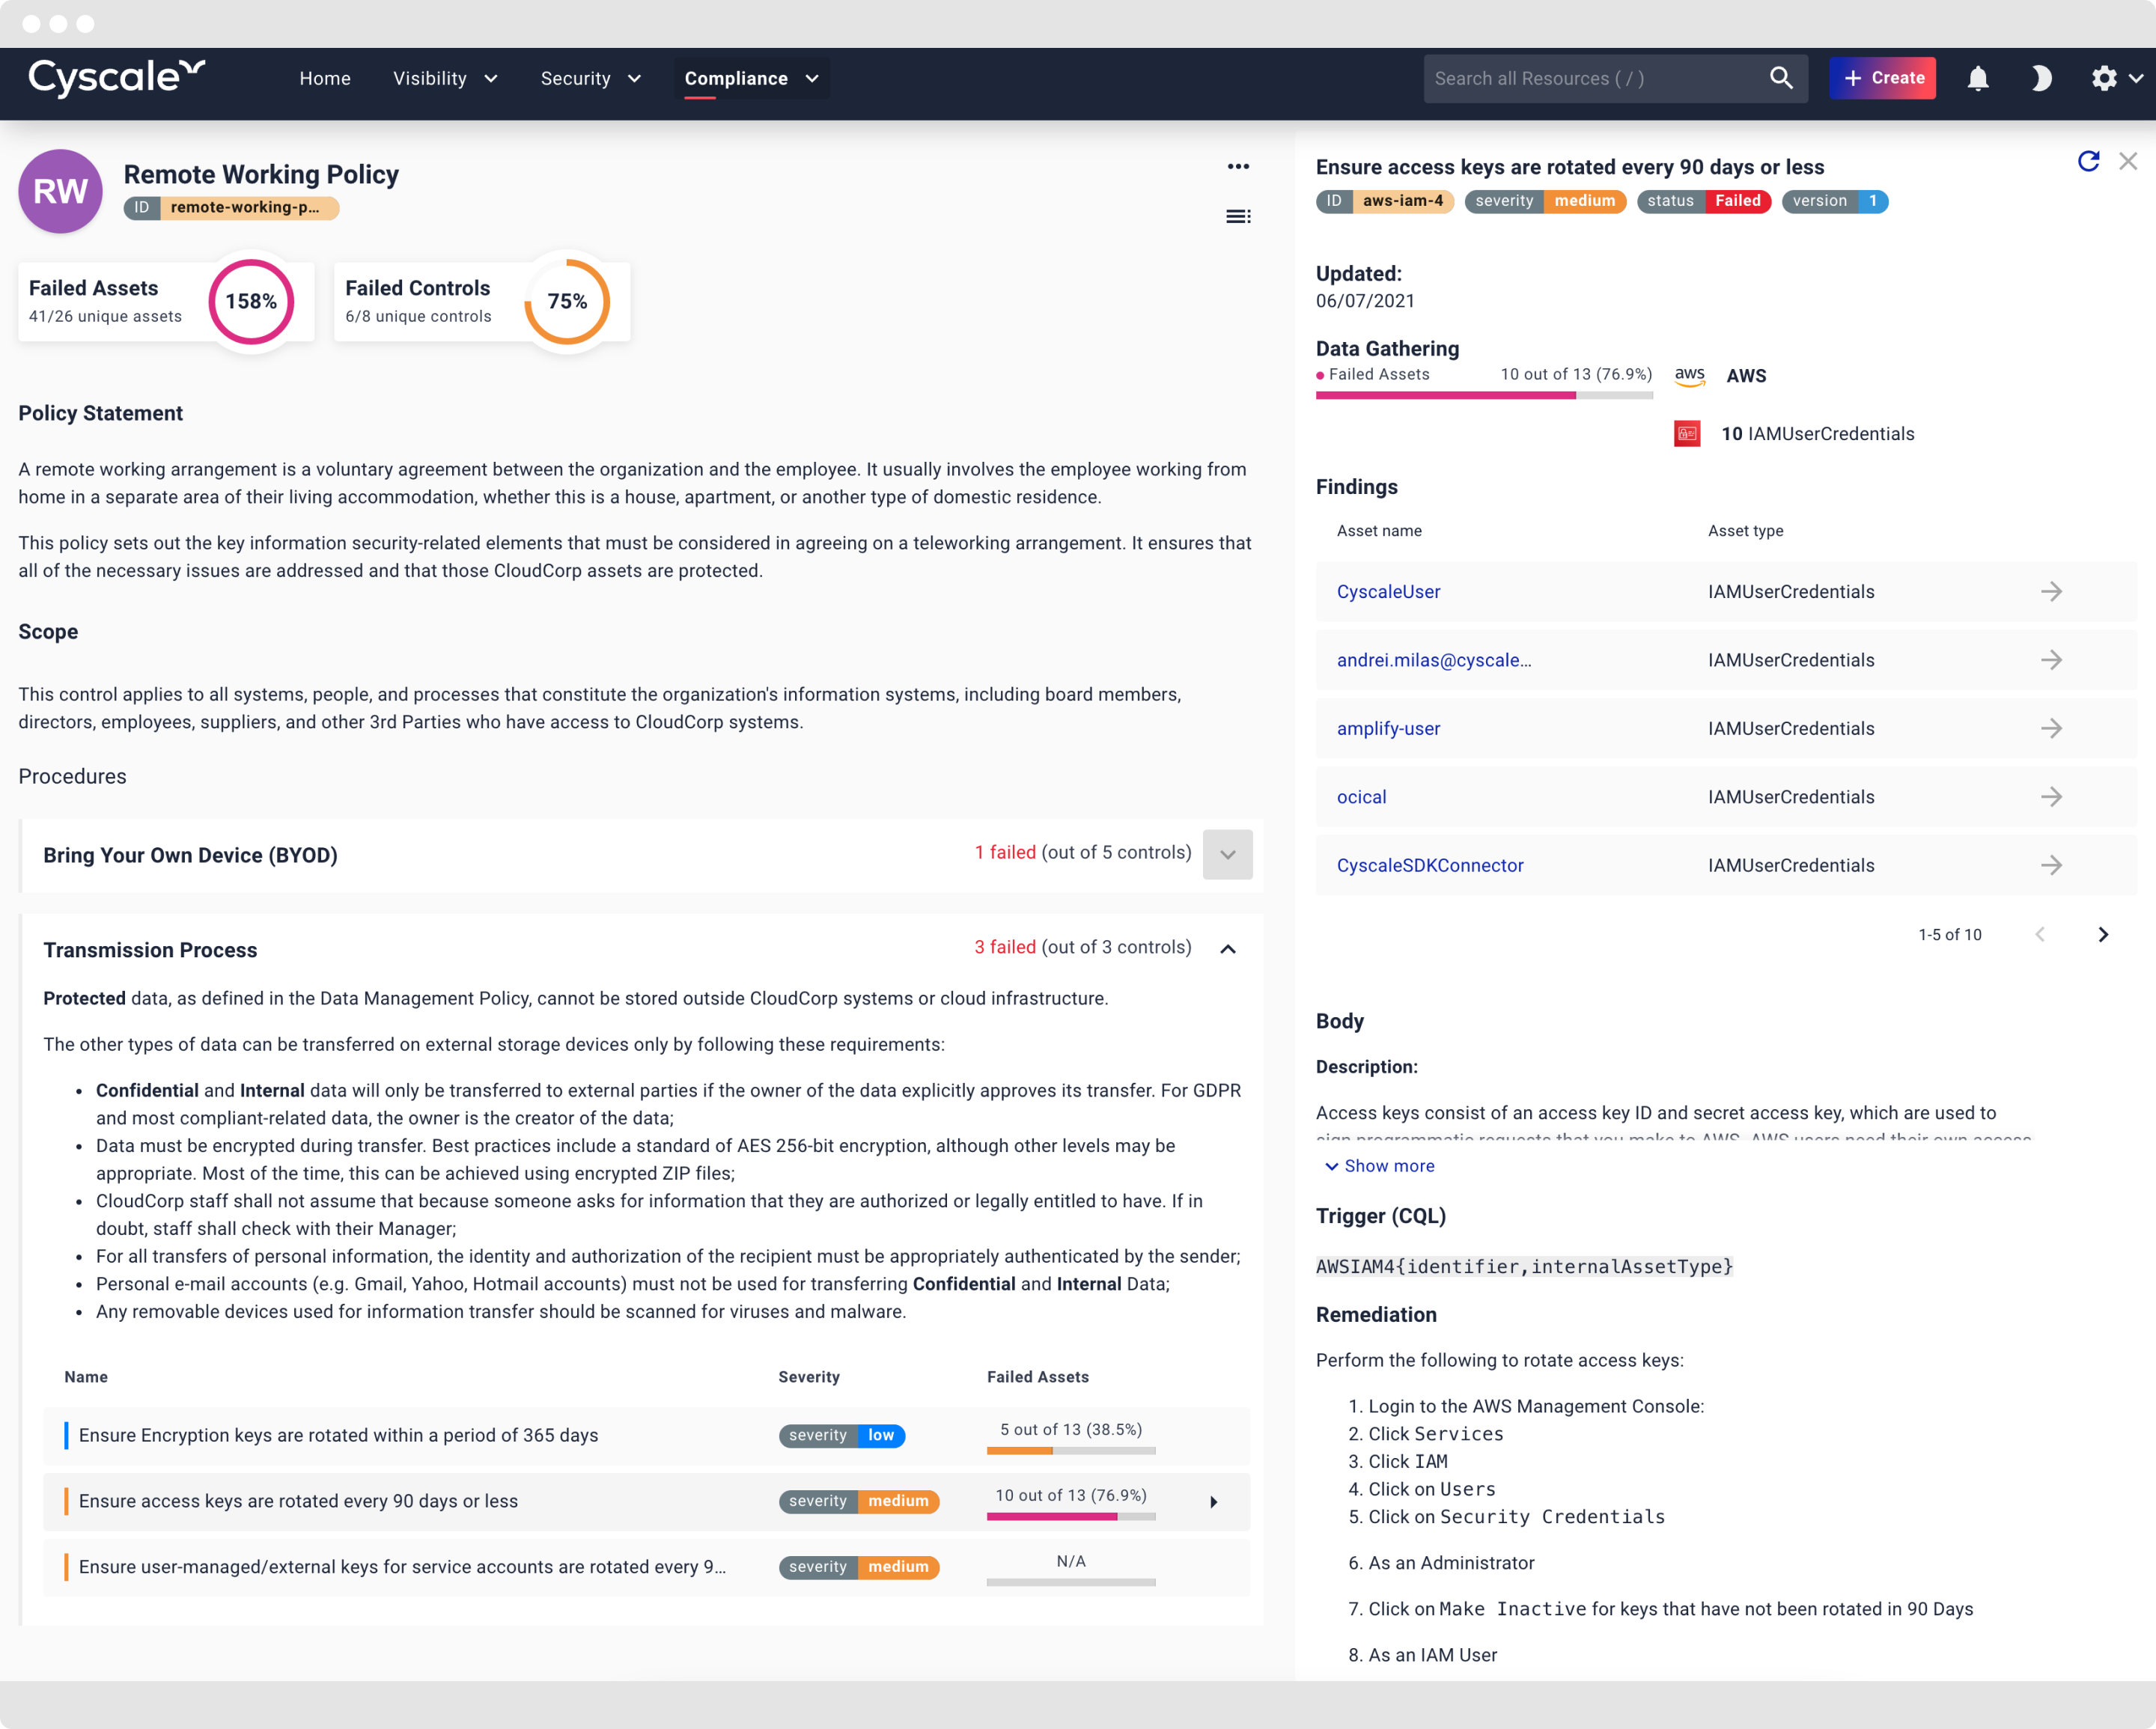 Cyscale
Home
Visibility
Security
Compliance
Search all Resources ( / )
+ Create
RW
Remote Working Policy
ID remote-working-p...
Failed Assets
41/26 unique assets
158%
Failed Controls
6/8 unique controls
75%
Policy Statement
A remote working arrangement is a voluntary agreement between the organization and the employee. It usually involves the employee working from
home in a separate area of their living accommodation, whether this is a house, apartment, or another type of domestic residence.
This policy sets out the key information security-related elements that must be considered in agreeing on a teleworking arrangement. It ensures that
all of the necessary issues are addressed and that those CloudCorp assets are protected.
Scope
This control applies to all systems, people, and processes that constitute the organization's information systems, including board members,
directors, employees, suppliers, and other 3rd Parties who have access to CloudCorp systems.
Procedures
Bring Your Own Device (BYOD)
1 failed (out of 5 controls)
Transmission Process
3 failed (out of 3 controls)
Protected data, as defined in the Data Management Policy, cannot be stored outside CloudCorp systems or cloud infrastructure.
The other types of data can be transferred on external storage devices only by following these requirements:
• Confidential and Internal data will only be transferred to external parties if the owner of the data explicitly approves its transfer. For GDPR
and most compliant-related data, the owner is the creator of the data;
• Data must be encrypted during transfer. Best practices include a standard of AES 256-bit encryption, although other levels may be
appropriate. Most of the time, this can be achieved using encrypted ZIP files;
• CloudCorp staff shall not assume that because someone asks for information that they are authorized or legally entitled to have. If in
doubt, staff shall check with their Manager;
• For all transfers of personal information, the identity and authorization of the recipient must be appropriately authenticated by the sender;
• Personal e-mail accounts (e.g. Gmail, Yahoo, Hotmail accounts) must not be used for transferring Confidential and Internal Data;
• Any removable devices used for information transfer should be scanned for viruses and malware.
Name Severity Failed Assets
Ensure Encryption keys are rotated within a period of 365 days severity low 5 out of 13 (38.5%)
Ensure access keys are rotated every 90 days or less severity medium 10 out of 13 (76.9%)
Ensure user-managed/external keys for service accounts are rotated every 9... severity medium N/A
Ensure access keys are rotated every 90 days or less
ID aws-iam-4 severity medium status Failed version 1
Updated:
06/07/2021
Data Gathering
Failed Assets 10 out of 13 (76.9%)
aws AWS
10 IAMUserCredentials
Findings
Asset name Asset type
CyscaleUser IAMUserCredentials
andrei.milas@cyscale... IAMUserCredentials
amplify-user IAMUserCredentials
ocical IAMUserCredentials
CyscaleSDKConnector IAMUserCredentials
1-5 of 10
Body
Description:
Access keys consist of an access key ID and secret access key, which are used to
sign programmatic requests that you make to AWS. AWS users need their own access
Show more
Trigger (CQL)
AWSIAM4{identifier,internalAssetType}
Remediation
Perform the following to rotate access keys:
1. Login to the AWS Management Console:
2. Click Services
3. Click IAM
4. Click on Users
5. Click on Security Credentials
6. As an Administrator
7. Click on Make Inactive for keys that have not been rotated in 90 Days
8. As an IAM User